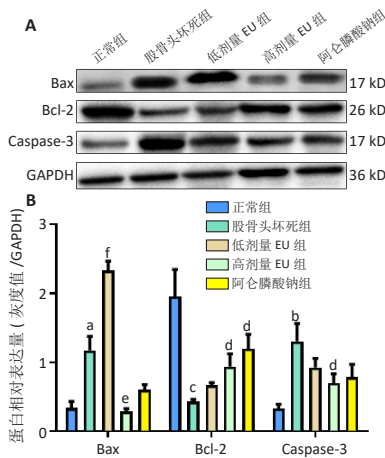 A
正常组
股骨头坏死组
低剂量 EU 组
高剂量 EU 组
阿仑膦酸钠组
Bax
17 kD
Bcl-2
26 kD
Caspase-3
17 kD
GAPDH
36 kD
B
正常组
股骨头坏死组
低剂量 EU 组
高剂量 EU 组
阿仑膦酸钠组
蛋白相对表达量 ( 灰度值 /GAPDH)
3
2
1
0
a
f
e
c
d
d
b
d
Bax
Bcl-2
Caspase-3